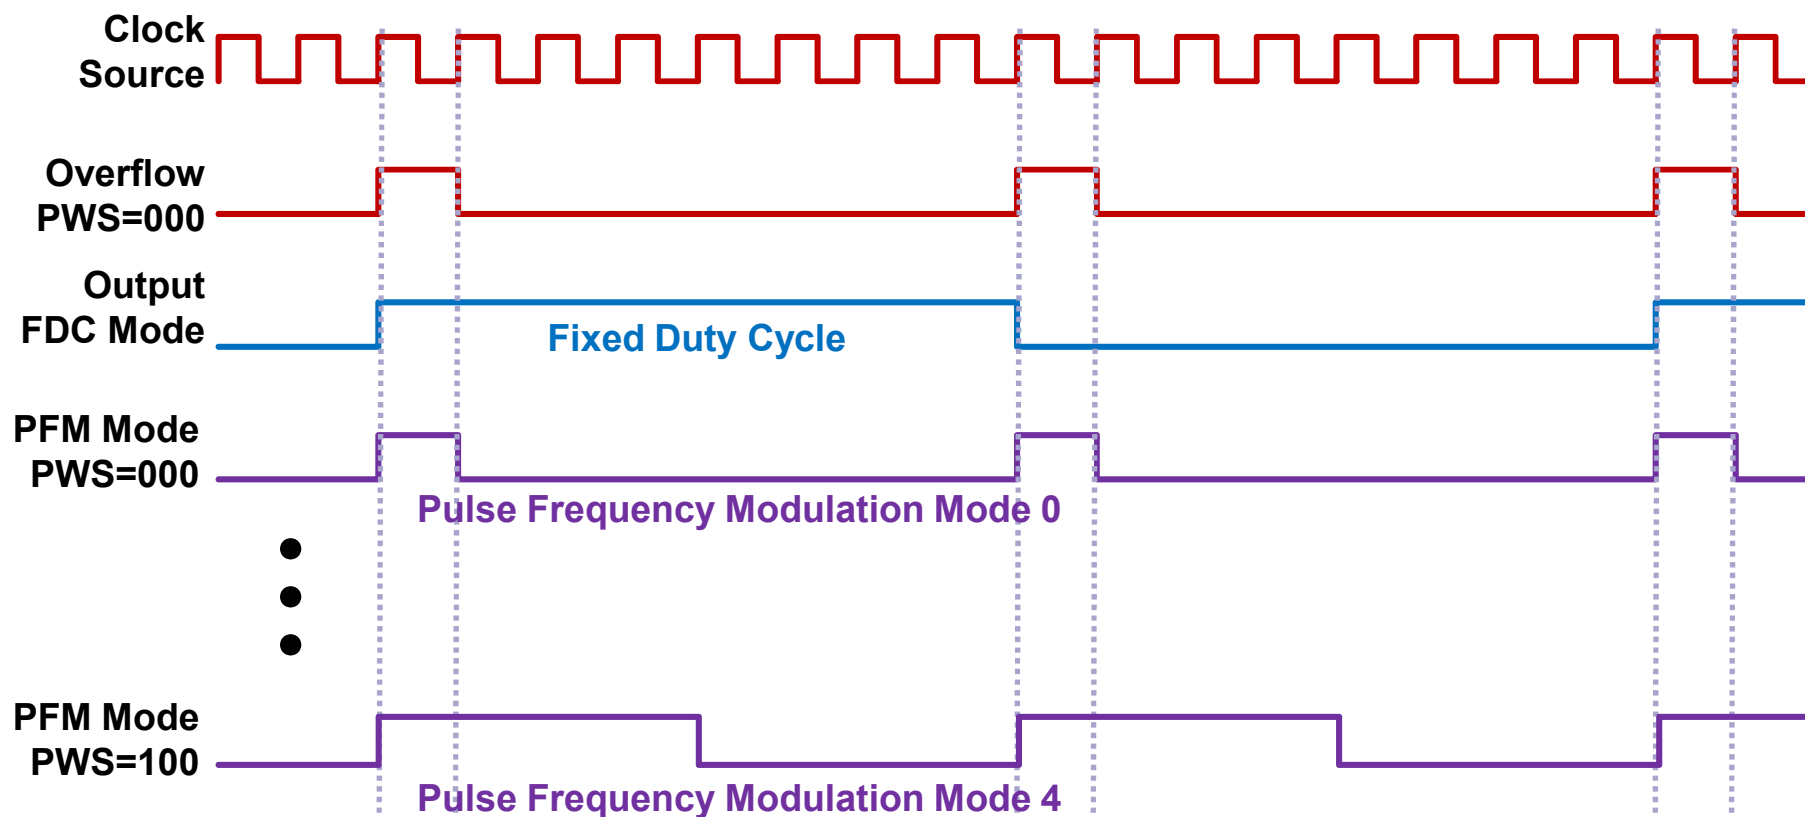 Clock
Source
Overflow
PWS=000
Output
FDC Mode
Fixed Duty Cycle
PFM Mode
PWS=000
Pulse Frequency Modulation Mode 0
PFM Mode
PWS=100
Pulse Frequency Modulation Mode 4